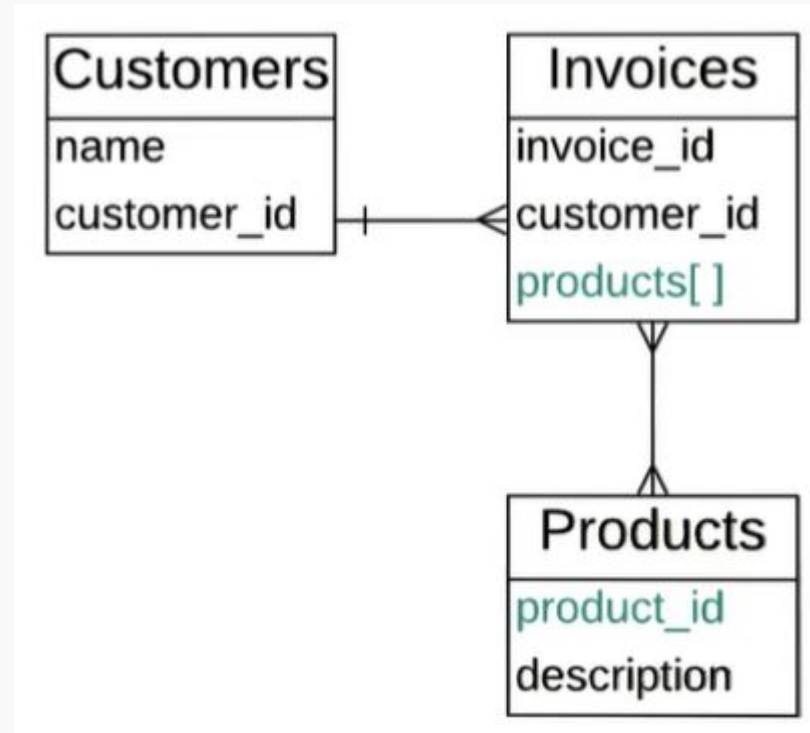 Customers
name
customer_id
Invoices
invoice_id
customer_id
products[ ]
Products
product_id
description